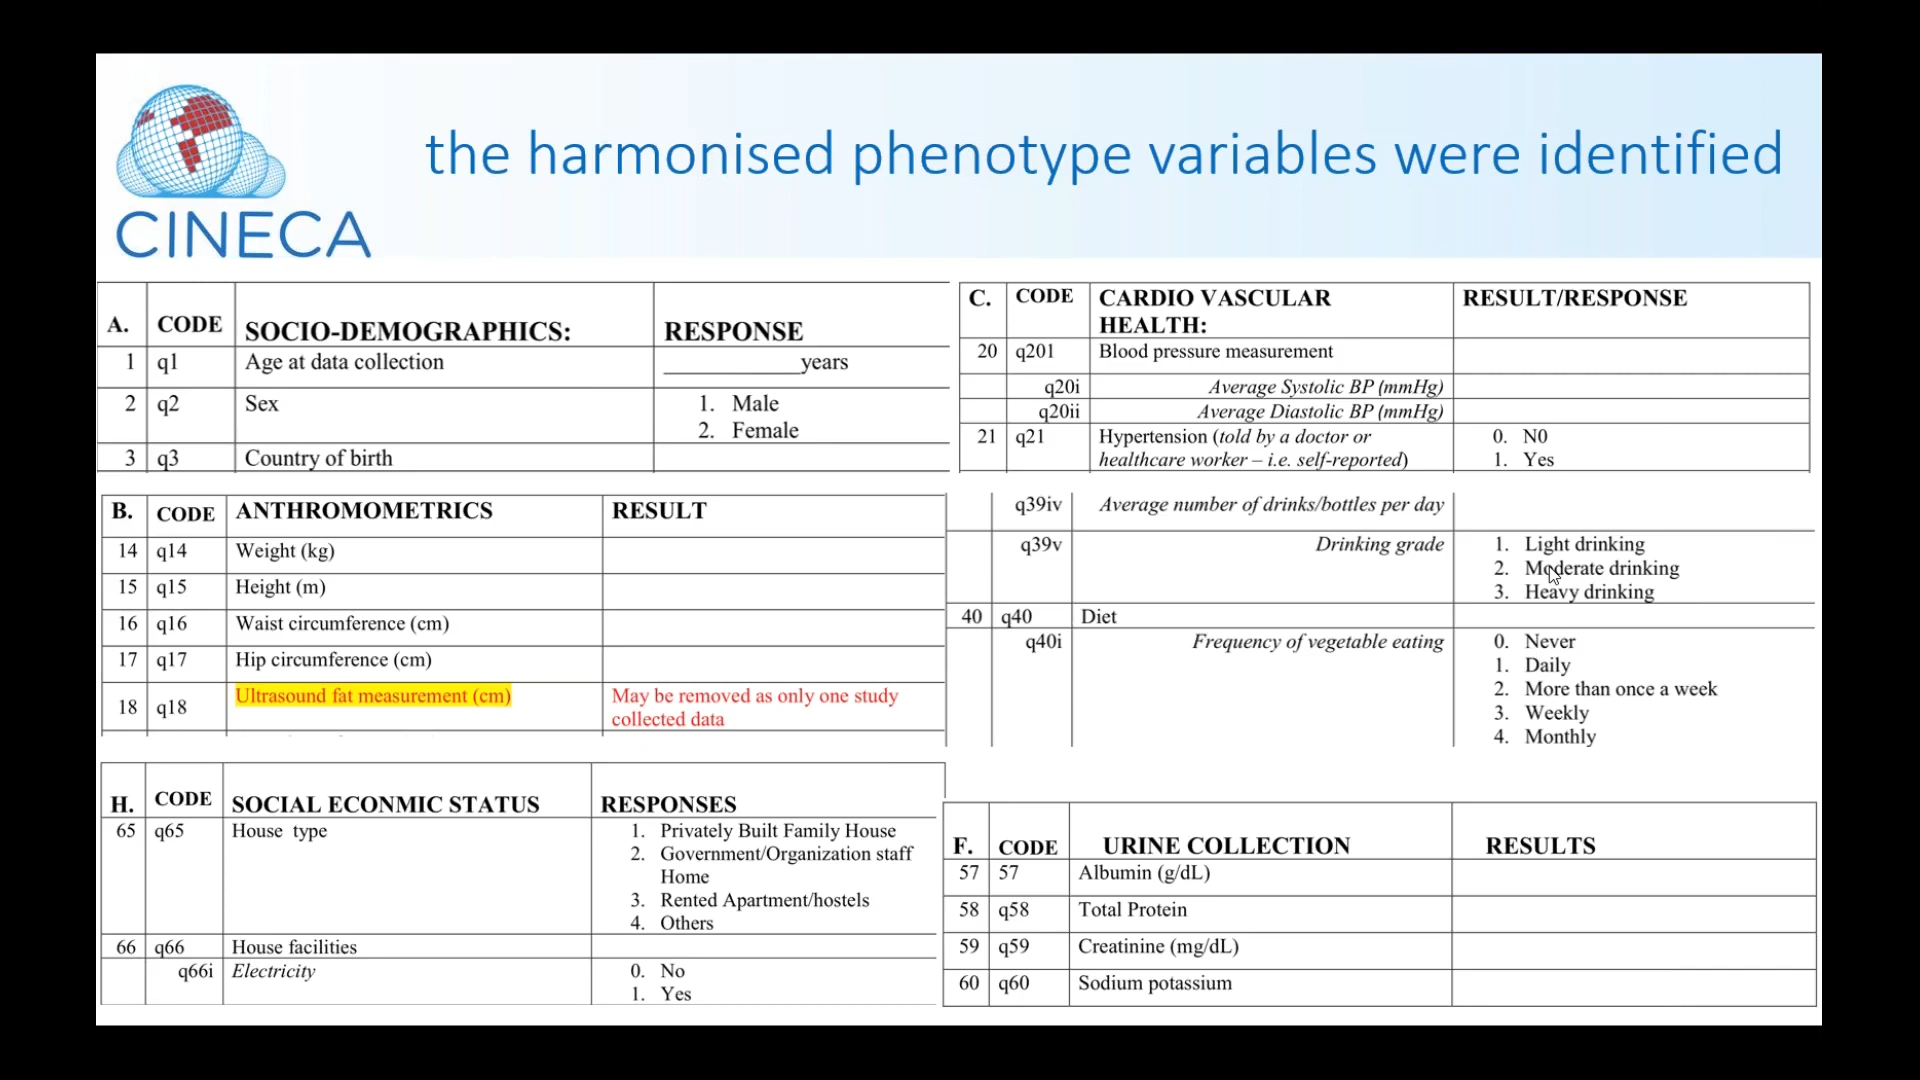 the harmonised phenotype variables were identified
CINECA
A. CODE SOCIO-DEMOGRAPHICS: RESPONSE
1 q1 Age at data collection ____________years
2 q2 Sex 1. Male
2. Female
3 q3 Country of birth
B. CODE ANTHROMOMETRICS RESULT
14 q14 Weight (kg)
15 q15 Height (m)
16 q16 Waist circumference (cm)
17 q17 Hip circumference (cm)
18 q18 Ultrasound fat measurement (cm) May be removed as only one study
collected data
H. CODE SOCIAL ECONMIC STATUS RESPONSES
65 q65 House type 1. Privately Built Family House
2. Government/Organization staff
Home
3. Rented Apartment/hostels
4. Others
66 q66 House facilities
q66i Electricity 0. No
1. Yes
C. CODE CARDIO VASCULAR RESULT/RESPONSE
HEALTH:
20 q201 Blood pressure measurement
q20i Average Systolic BP (mmHg)
q20ii Average Diastolic BP (mmHg)
21 q21 Hypertension (told by a doctor or 0. N0
healthcare worker – i.e. self-reported) 1. Yes
q39iv Average number of drinks/bottles per day
q39v Drinking grade 1. Light drinking
2. Moderate drinking
3. Heavy drinking
40 q40 Diet
q40i Frequency of vegetable eating 0. Never
1. Daily
2. More than once a week
3. Weekly
4. Monthly
F. CODE URINE COLLECTION RESULTS
57 57 Albumin (g/dL)
58 q58 Total Protein
59 q59 Creatinine (mg/dL)
60 q60 Sodium potassium